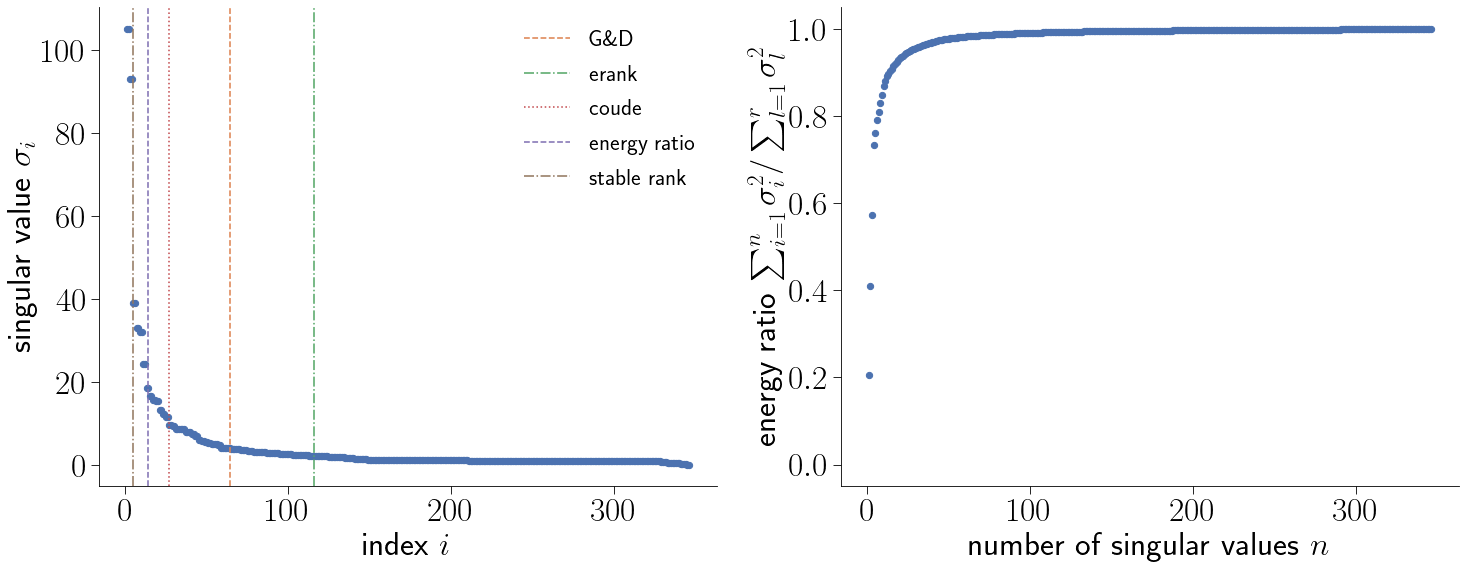 singular value σ_i
100
80
60
40
20
0
0 100 200 300
index i
G&D
erank
coude
energy ratio
stable rank
energy ratio ∑_{i=1}^{n} σ_i^2 / ∑_{l=1}^{r} σ_l^2
1.0
0.8
0.6
0.4
0.2
0.0
0 100 200 300
number of singular values n